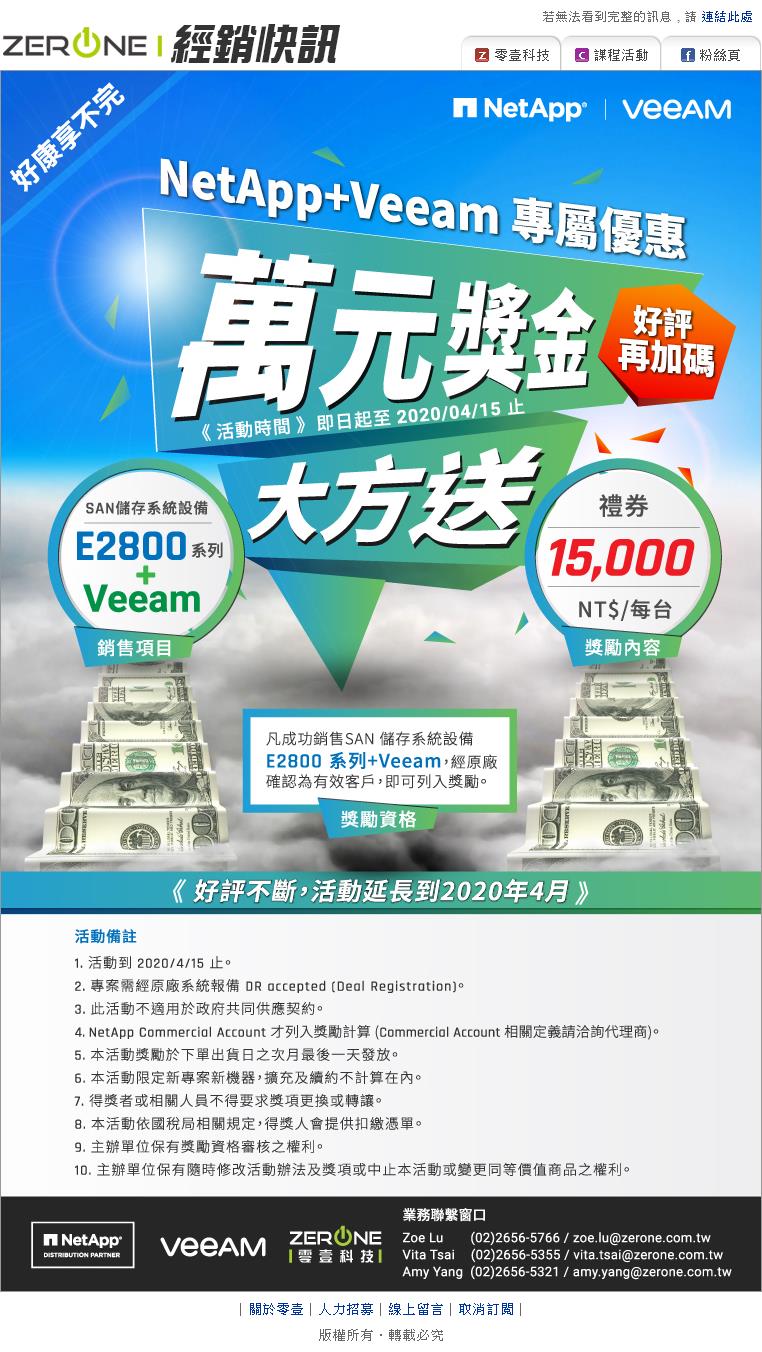 若無法看到完整的訊息，請 連結此處
ZERONE 經銷快訊
零壹科技
課程活動
粉絲頁
好康享不完
NetApp | veeAM
NetApp+Veeam 專屬優惠
萬元獎金
好評
再加碼
《 活動時間 》 即日起至 2020/04/15 止
大方送
SAN儲存系統設備
E2800 系列
+
Veeam
銷售項目
禮券
15,000
NT$/每台
獎勵內容
凡成功銷售SAN 儲存系統設備
E2800 系列+Veeam，經原廠
確認為有效客戶，即可列入獎勵。
獎勵資格
《 好評不斷，活動延長到2020年4月 》
活動備註
1. 活動到 2020/4/15 止。
2. 專案需經原廠系統報備 DR accepted (Deal Registration)。
3. 此活動不適用於政府共同供應契約。
4. NetApp Commercial Account 才列入獎勵計算 (Commercial Account 相關定義請洽詢代理商)。
5. 本活動獎勵於下單出貨日之次月最後一天發放。
6. 本活動限定新專案新機器，擴充及續約不計算在內。
7. 得獎者或相關人員不得要求獎項更換或轉讓。
8. 本活動依國稅局相關規定，得獎人會提供扣繳憑單。
9. 主辦單位保有獎勵資格審核之權利。
10. 主辦單位保有隨時修改活動辦法及獎項或中止本活動或變更同等價值商品之權利。
NetApp
DISTRIBUTION PARTNER
veeAM
ZERONE
零壹科技
業務聯繫窗口
Zoe Lu (02)2656-5766 / zoe.lu@zerone.com.tw
Vita Tsai (02)2656-5355 / vita.tsai@zerone.com.tw
Amy Yang (02)2656-5321 / amy.yang@zerone.com.tw
| 關於零壹 | 人力招募 | 線上留言 | 取消訂閱 |
版權所有・轉載必究